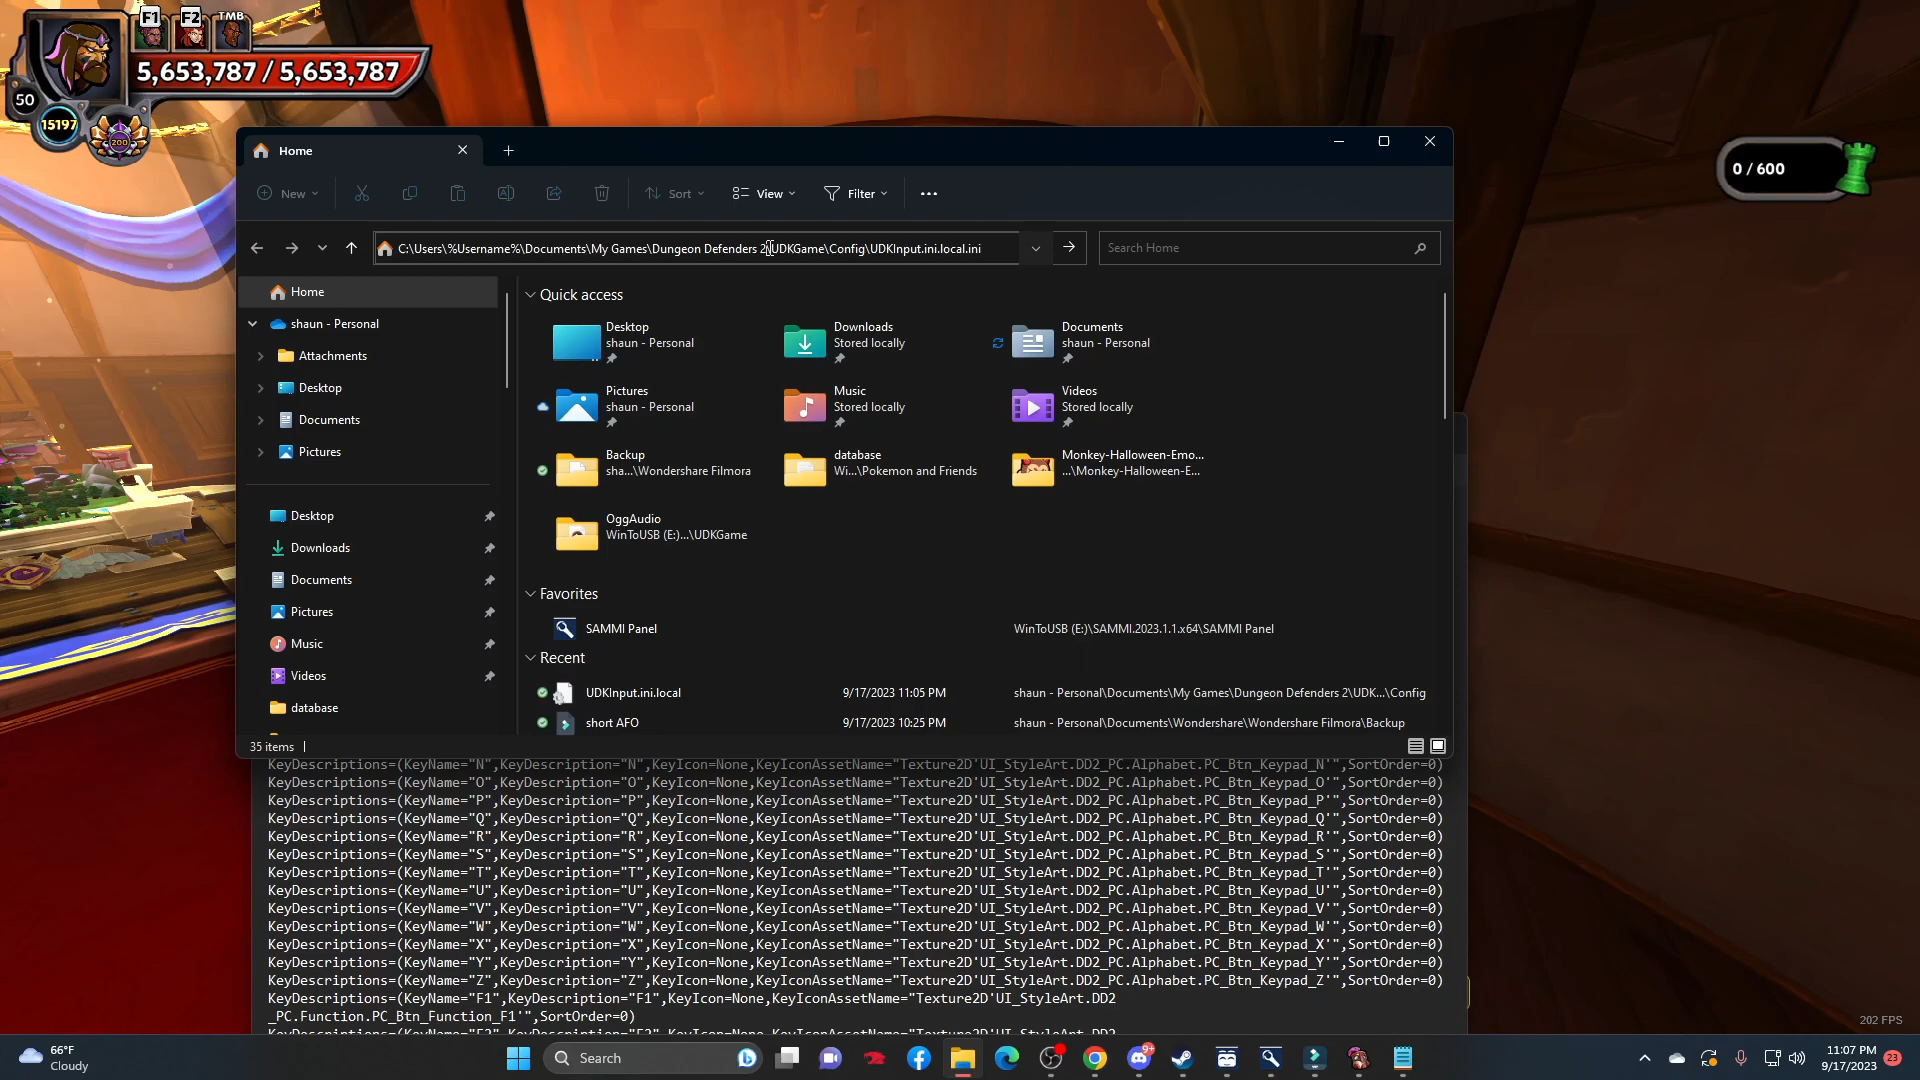 F1 F2 TMB
5,653,787 / 5,653,787
50
15197
200
0 / 600
Home
New
Sort
View
Filter
C:\Users\%Username%\Documents\My Games\Dungeon Defenders 2\UDKGame\Config\UDKInput.ini.local.ini
Search Home
Home
shaun - Personal
Attachments
Desktop
Documents
Pictures
Desktop
Downloads
Documents
Pictures
Music
Videos
database
Quick access
Desktop
shaun - Personal
Downloads
Stored locally
Documents
shaun - Personal
Pictures
shaun - Personal
Music
Stored locally
Videos
Stored locally
Backup
sha...\Wondershare Filmora
database
Wi...\Pokemon and Friends
Monkey-Halloween-Emo...
...\Monkey-Halloween-E...
OggAudio
WinToUSB (E:)...\UDKGame
Favorites
SAMMI Panel WinToUSB (E:)\SAMMI.2023.1.1.x64\SAMMI Panel
Recent
UDKInput.ini.local 9/17/2023 11:05 PM shaun - Personal\Documents\My Games\Dungeon Defenders 2\UDK...\Config
short AFO 9/17/2023 10:25 PM shaun - Personal\Documents\Wondershare\Wondershare Filmora\Backup
35 items
KeyDescriptions=(KeyName="N",KeyDescription="N",KeyIcon=None,KeyIconAssetName="Texture2D'UI_StyleArt.DD2_PC.Alphabet.PC_Btn_Keypad_N'",SortOrder=0)
KeyDescriptions=(KeyName="O",KeyDescription="O",KeyIcon=None,KeyIconAssetName="Texture2D'UI_StyleArt.DD2_PC.Alphabet.PC_Btn_Keypad_O'",SortOrder=0)
KeyDescriptions=(KeyName="P",KeyDescription="P",KeyIcon=None,KeyIconAssetName="Texture2D'UI_StyleArt.DD2_PC.Alphabet.PC_Btn_Keypad_P'",SortOrder=0)
KeyDescriptions=(KeyName="Q",KeyDescription="Q",KeyIcon=None,KeyIconAssetName="Texture2D'UI_StyleArt.DD2_PC.Alphabet.PC_Btn_Keypad_Q'",SortOrder=0)
KeyDescriptions=(KeyName="R",KeyDescription="R",KeyIcon=None,KeyIconAssetName="Texture2D'UI_StyleArt.DD2_PC.Alphabet.PC_Btn_Keypad_R'",SortOrder=0)
KeyDescriptions=(KeyName="S",KeyDescription="S",KeyIcon=None,KeyIconAssetName="Texture2D'UI_StyleArt.DD2_PC.Alphabet.PC_Btn_Keypad_S'",SortOrder=0)
KeyDescriptions=(KeyName="T",KeyDescription="T",KeyIcon=None,KeyIconAssetName="Texture2D'UI_StyleArt.DD2_PC.Alphabet.PC_Btn_Keypad_T'",SortOrder=0)
KeyDescriptions=(KeyName="U",KeyDescription="U",KeyIcon=None,KeyIconAssetName="Texture2D'UI_StyleArt.DD2_PC.Alphabet.PC_Btn_Keypad_U'",SortOrder=0)
KeyDescriptions=(KeyName="V",KeyDescription="V",KeyIcon=None,KeyIconAssetName="Texture2D'UI_StyleArt.DD2_PC.Alphabet.PC_Btn_Keypad_V'",SortOrder=0)
KeyDescriptions=(KeyName="W",KeyDescription="W",KeyIcon=None,KeyIconAssetName="Texture2D'UI_StyleArt.DD2_PC.Alphabet.PC_Btn_Keypad_W'",SortOrder=0)
KeyDescriptions=(KeyName="X",KeyDescription="X",KeyIcon=None,KeyIconAssetName="Texture2D'UI_StyleArt.DD2_PC.Alphabet.PC_Btn_Keypad_X'",SortOrder=0)
KeyDescriptions=(KeyName="Y",KeyDescription="Y",KeyIcon=None,KeyIconAssetName="Texture2D'UI_StyleArt.DD2_PC.Alphabet.PC_Btn_Keypad_Y'",SortOrder=0)
KeyDescriptions=(KeyName="Z",KeyDescription="Z",KeyIcon=None,KeyIconAssetName="Texture2D'UI_StyleArt.DD2_PC.Alphabet.PC_Btn_Keypad_Z'",SortOrder=0)
KeyDescriptions=(KeyName="F1",KeyDescription="F1",KeyIcon=None,KeyIconAssetName="Texture2D'UI_StyleArt.DD2
_PC.Function.PC_Btn_Function_F1'",SortOrder=0)
KeyDescriptions=(KeyName="F2",KeyDescription="F2",KeyIcon=None,KeyIconAssetName="Texture2D'UI_StyleArt.DD2
202 FPS
66°F
Cloudy
Search
9+
11:07 PM
9/17/2023
23